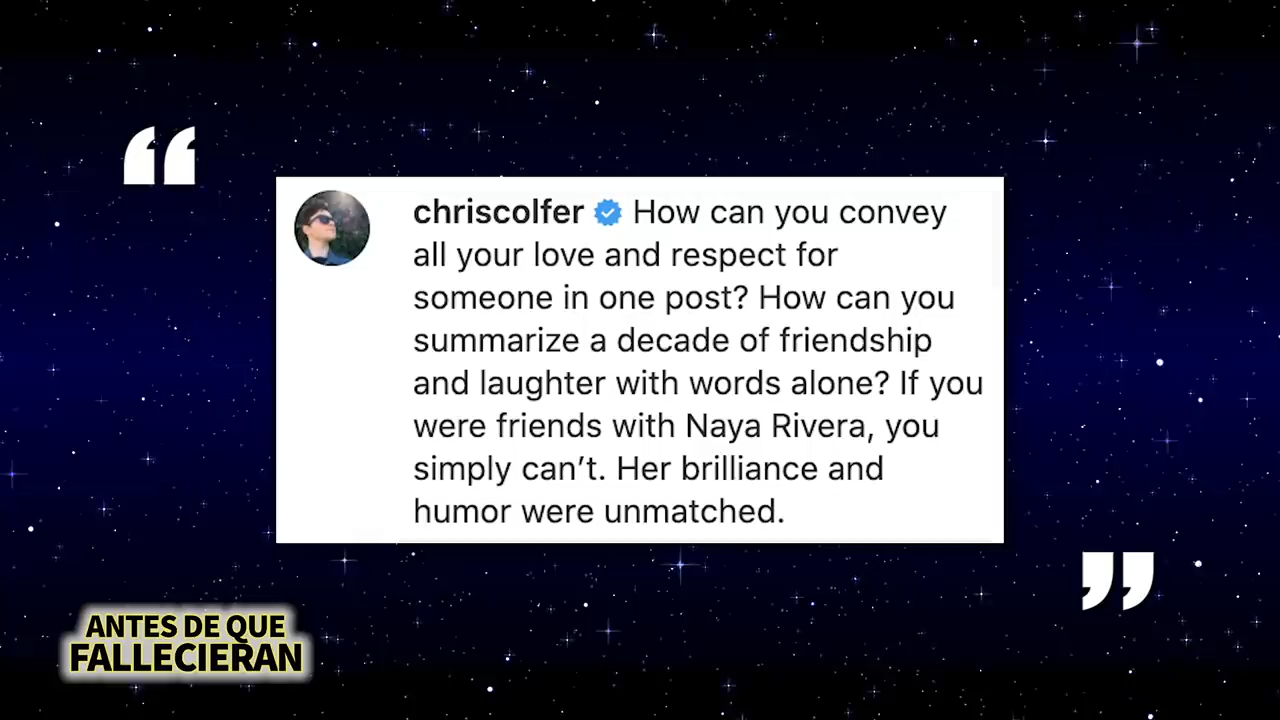 “
chriscolfer How can you convey
all your love and respect for
someone in one post? How can you
summarize a decade of friendship
and laughter with words alone? If you
were friends with Naya Rivera, you
simply can’t. Her brilliance and
humor were unmatched.
”
ANTES DE QUE
FALLECIERAN